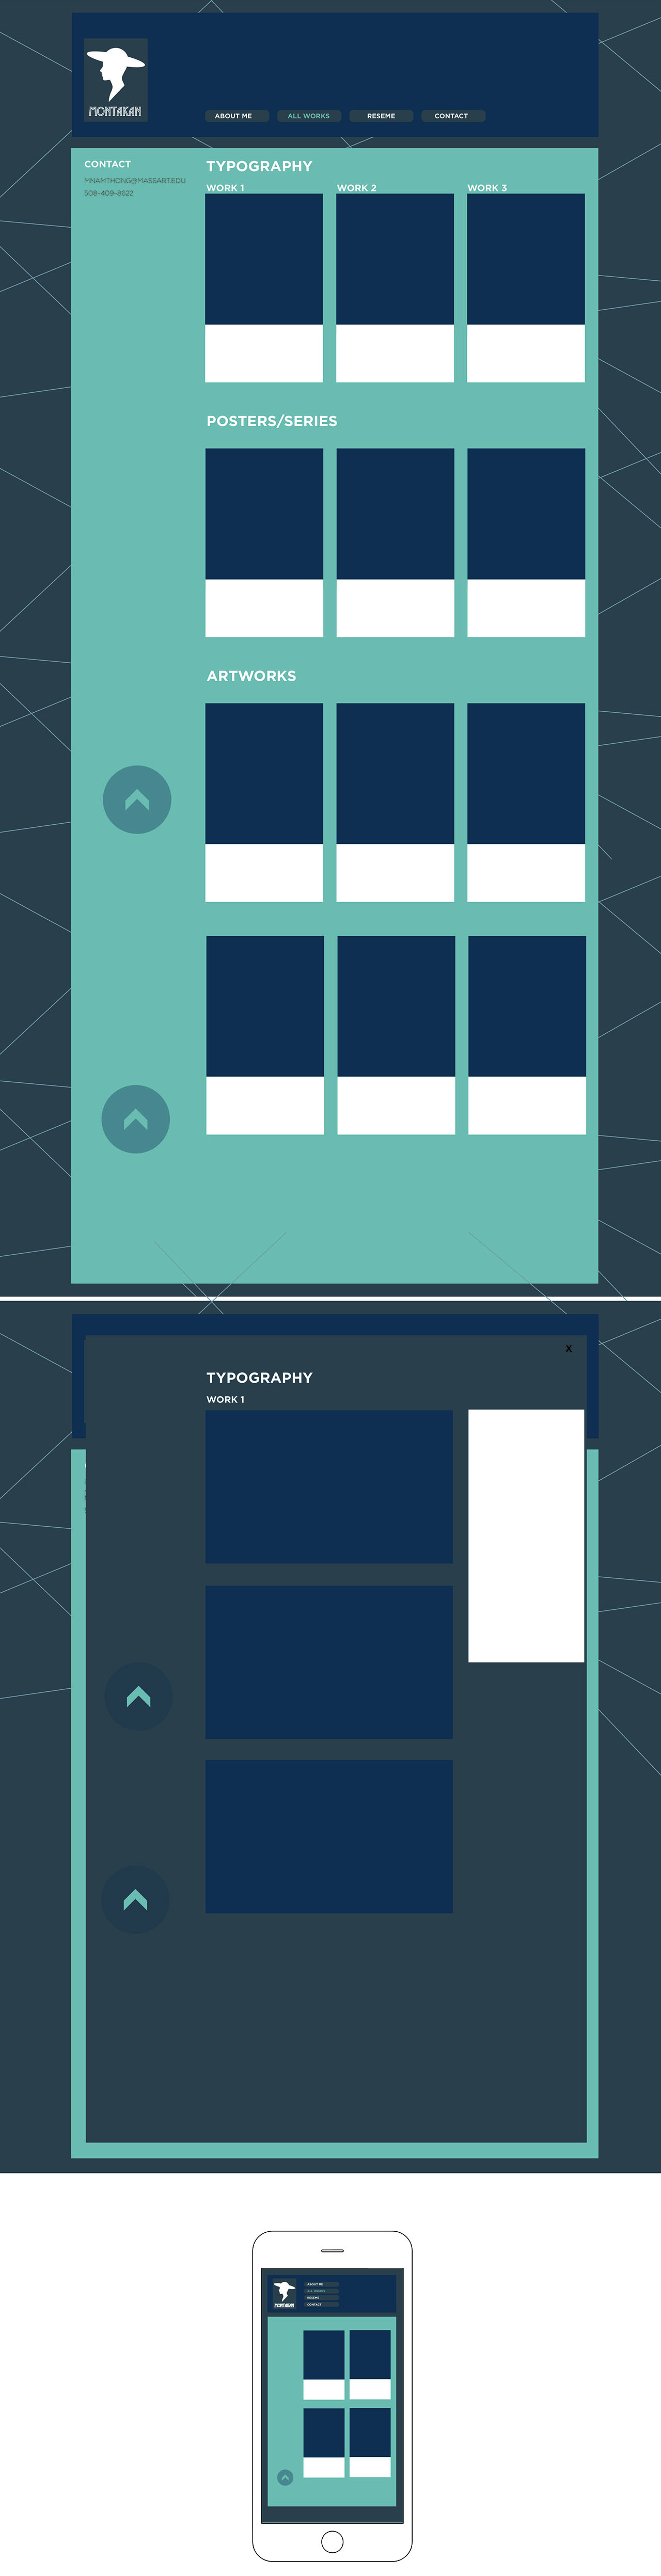 MONTAKAN
ABOUT ME
ALL WORKS
RESEME
CONTACT
CONTACT
MNAMTHONG@MASSART.EDU
508-409-8622
TYPOGRAPHY
WORK 1
WORK 2
WORK 3
POSTERS/SERIES
ARTWORKS
X
TYPOGRAPHY
WORK 1
MONTAKAN
ABOUT ME
ALL WORKS
RESEME
CONTACT